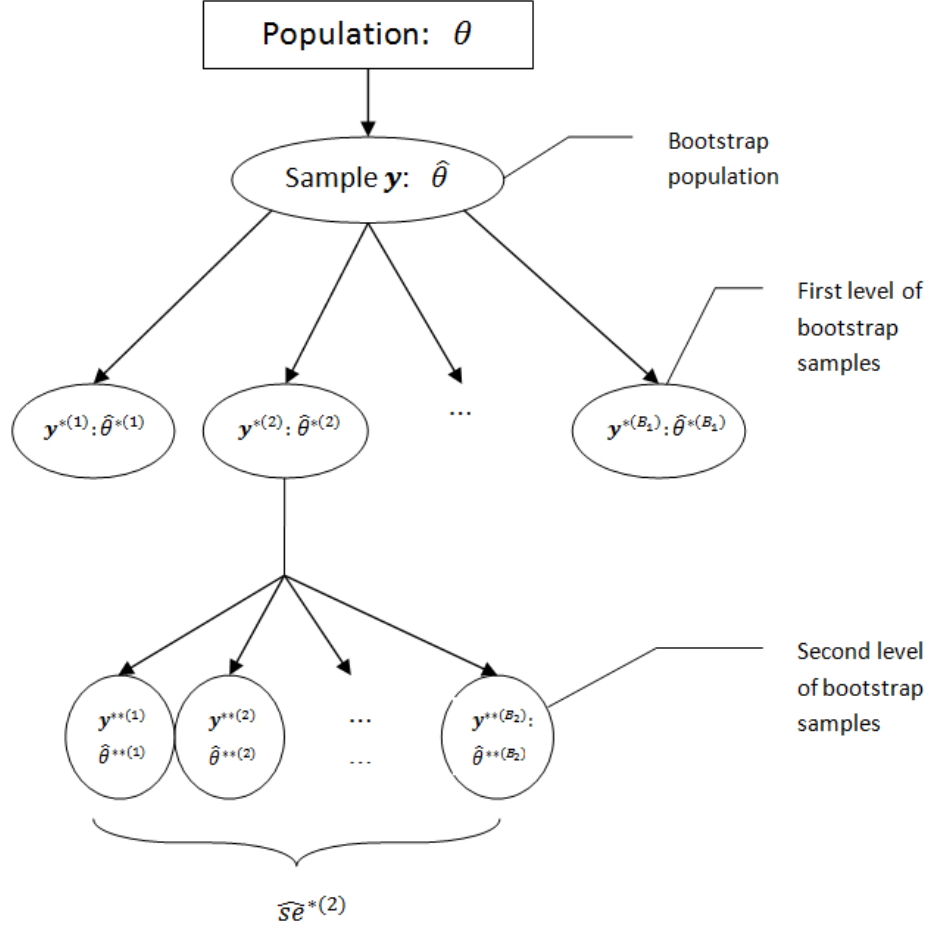 Population: θ
Sample y: θ̂
Bootstrap
population
First level of
bootstrap
samples
y*(1): θ̂*(1)
y*(2): θ̂*(2)
...
y*(B₁): θ̂*(B₁)
Second level
of bootstrap
samples
y**(1)
θ̂**(1)
y**(2)
θ̂**(2)
...
...
y**(B₂):
θ̂**(B₂)
s͡e*(2)